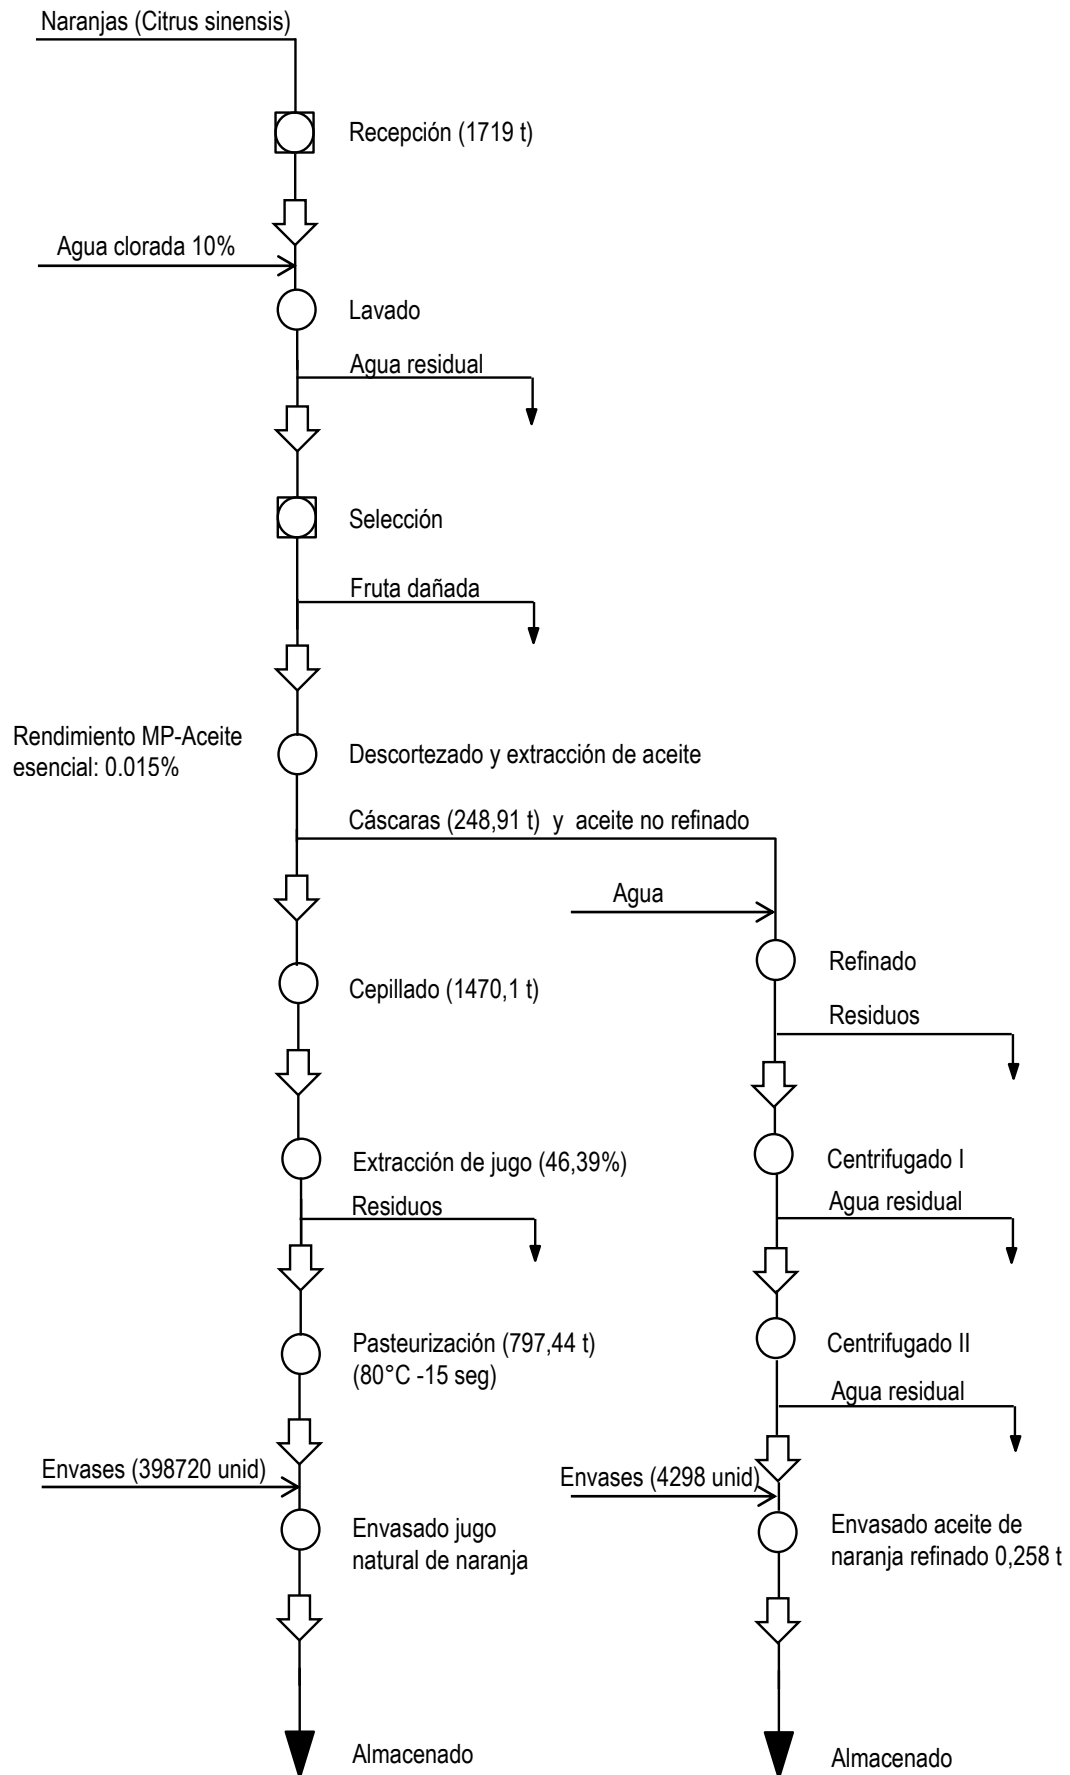 Naranjas (Citrus sinensis)
Recepción (1719 t)
Agua clorada 10%
Lavado
Agua residual
Selección
Fruta dañada
Rendimiento MP-Aceite
esencial: 0.015%
Descortezado y extracción de aceite
Cáscaras (248,91 t) y aceite no refinado
Agua
Refinado
Cepillado (1470,1 t)
Residuos
Extracción de jugo (46,39%)
Centrifugado I
Residuos
Agua residual
Pasteurización (797,44 t)
(80°C -15 seg)
Centrifugado II
Agua residual
Envases (398720 unid)
Envases (4298 unid)
Envasado jugo
natural de naranja
Envasado aceite de
naranja refinado 0,258 t
Almacenado
Almacenado